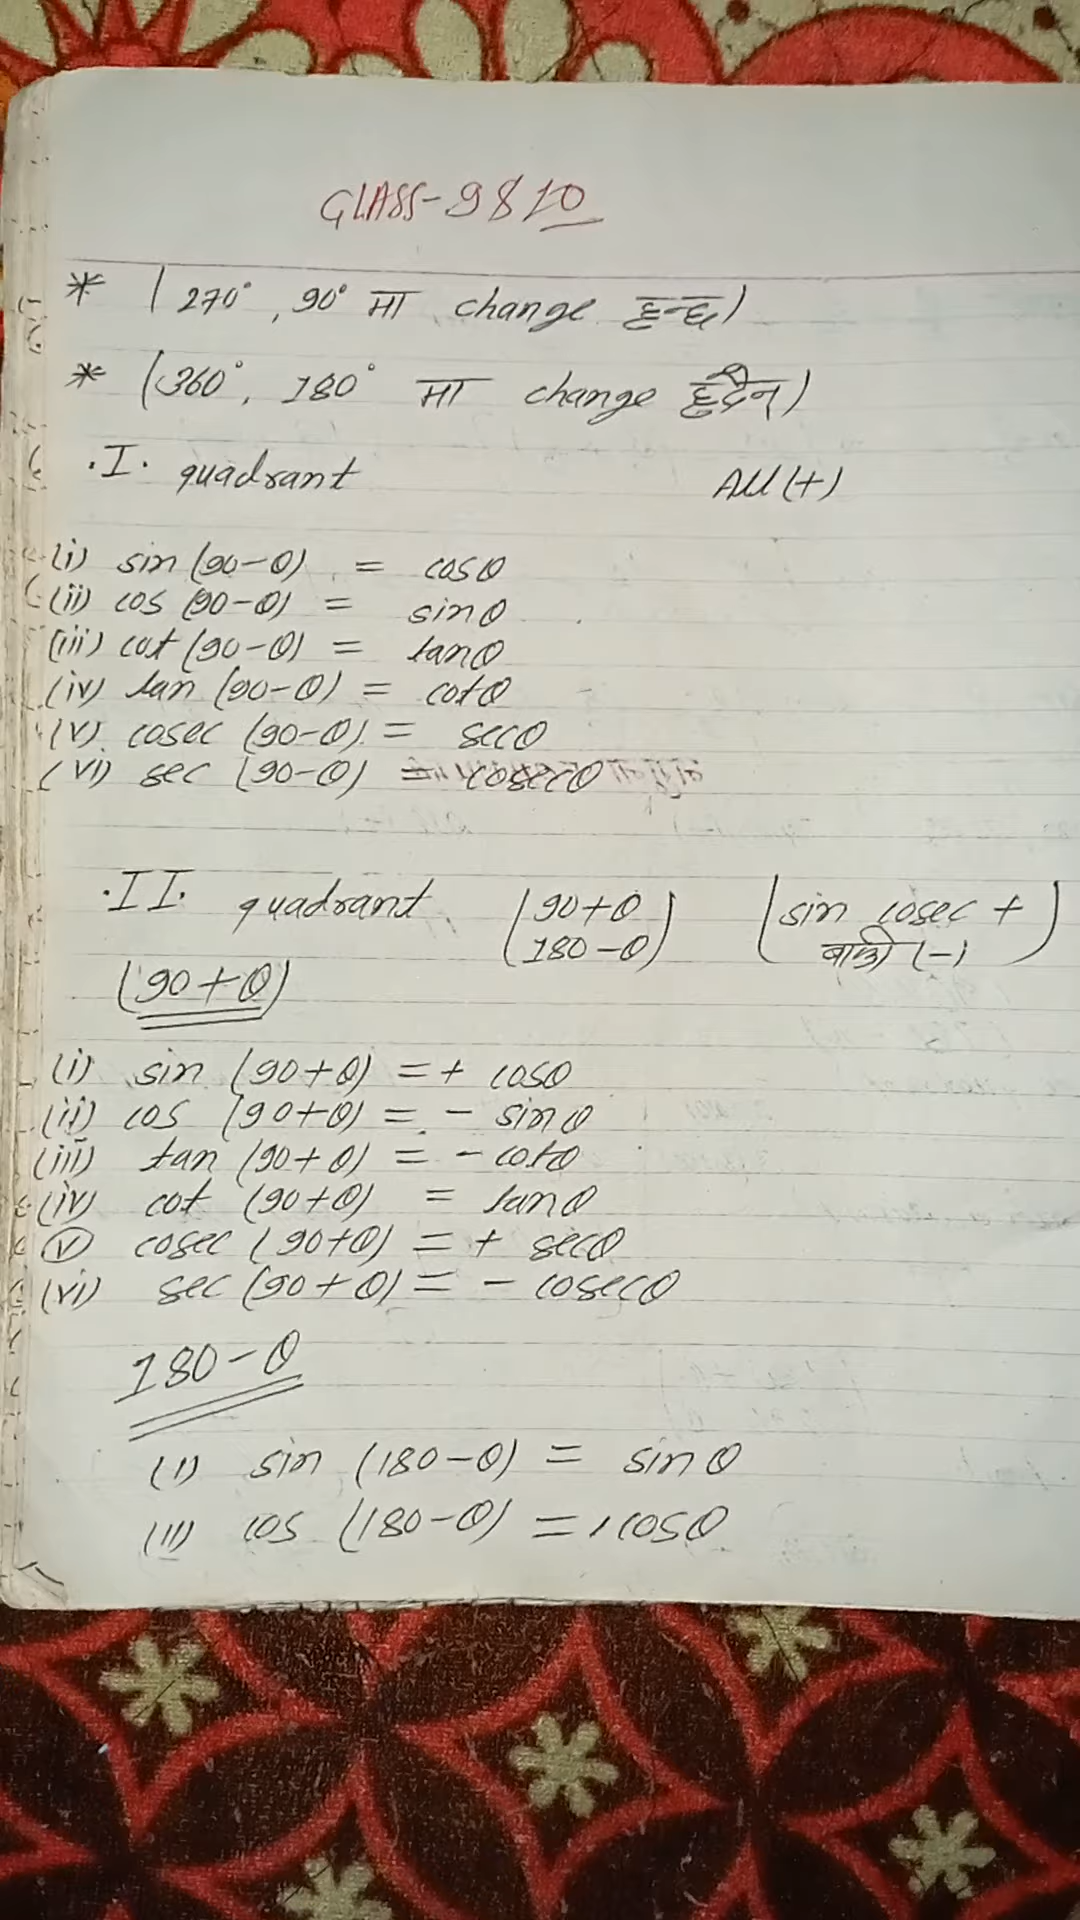 CLASS-9810
* (270°, 90° मा change हुन्छ)
* (360°, 180° मा change हुँदैन)
.I. quadrant All (+)
(i) sin (90-θ) = cosθ
(ii) cos (90-θ) = sinθ
(iii) cot (90-θ) = tanθ
(iv) tan (90-θ) = cotθ
(v) cosec (90-θ) = secθ
(vi) sec (90-θ) = cosecθ
.II. quadrant (90+θ (sin cosec +)
180-θ) बाकी (-)
(90+θ)
(i) sin (90+θ) = + cosθ
(ii) cos (90+θ) = - sinθ
(iii) tan (90+θ) = - cotθ
(iv) cot (90+θ) = tanθ
(v) cosec (90+θ) = + secθ
(vi) sec (90+θ) = - cosecθ
180-θ
(I) sin (180-θ) = sinθ
(II) cos (180-θ) = , cosθ